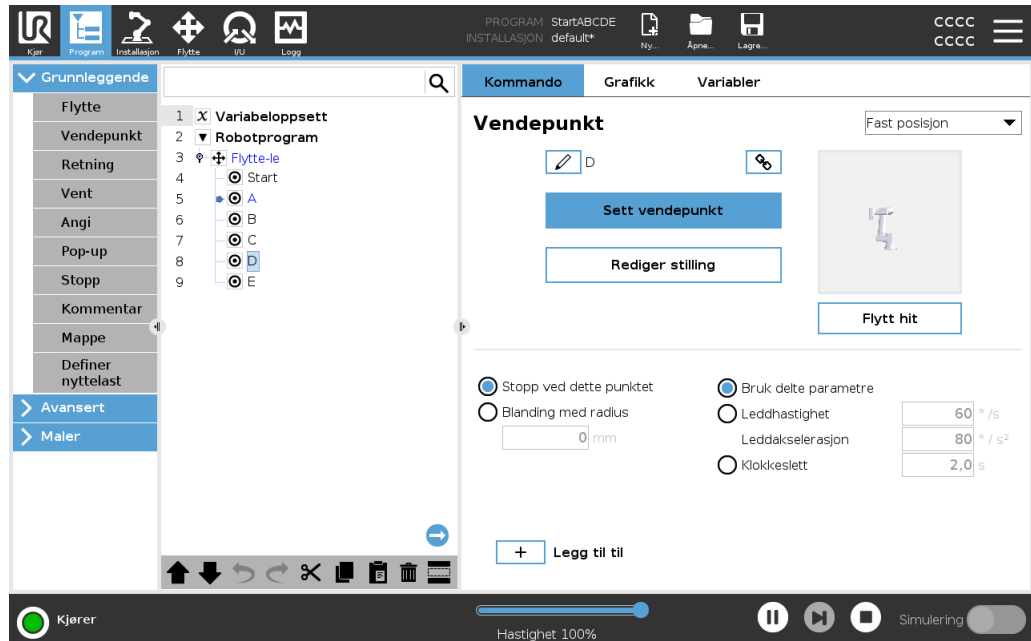 UR
PROGRAM StartABCDE
INSTALLASJON default*
CCCC
CCCC
Kjør Program Installasjon Flytte I/U Logg Ny... Åpne... Lagre...
Grunnleggende
Flytte
Vendepunkt
Retning
Vent
Angi
Pop-up
Stopp
Kommentar
Mappe
Definer
nyttelast
Avansert
Maler
1 X Variabeloppsett
2 Robotprogram
3 Flytte-le
4 Start
5 A
6 B
7 C
8 D
9 E
Kommando Grafikk Variabler
Vendepunkt Fast posisjon
D
Sett vendepunkt
Rediger stilling
Flytt hit
Stopp ved dette punktet Bruk delte parametre
Blanding med radius Leddhastighet 60 °/s
0 mm Leddakselerasjon 80 °/ s²
Klokkeslett 2,0 s
+ Legg til til
Kjører
Hastighet 100%
Simulering